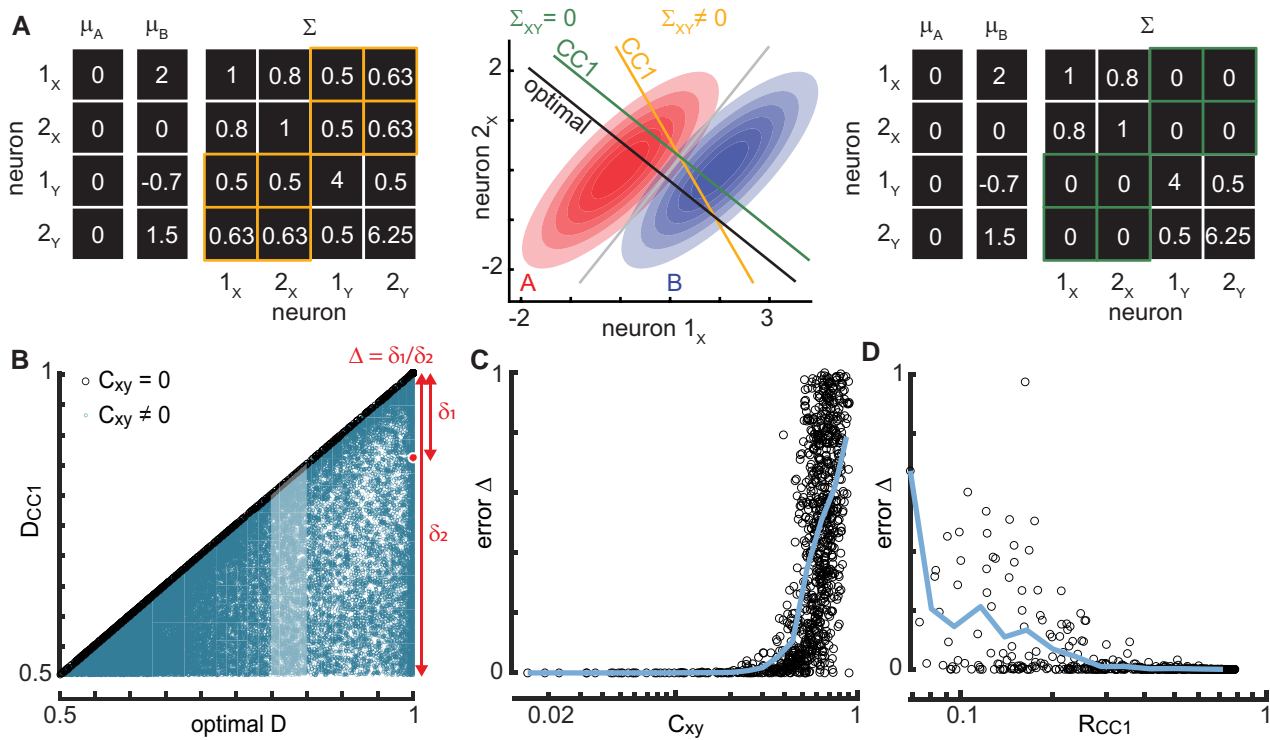 A
μA μB Σ
1X 0 2 1 0.8 0.5 0.63
2X 0 0 0.8 1 0.5 0.63
1Y 0 -0.7 0.5 0.5 4 0.5
2Y 0 1.5 0.63 0.63 0.5 6.25
neuron
1X 2X 1Y 2Y
neuron
ΣXY = 0 ΣXY ≠ 0
CC1
CC1
optimal
2
-2
neuron 2X
A B
-2 3
neuron 1X
μA μB Σ
1X 0 2 1 0.8 0 0
2X 0 0 0.8 1 0 0
1Y 0 -0.7 0 0 4 0.5
2Y 0 1.5 0 0 0.5 6.25
neuron
1X 2X 1Y 2Y
neuron
B
Δ = δ1/δ2
1
Cxy = 0
Cxy ≠ 0
δ1
δ2
DCC1
0.5
0.5 1
optimal D
C
1
error Δ
0
0.02 1
Cxy
D
1
error Δ
0
0.1 1
RCC1